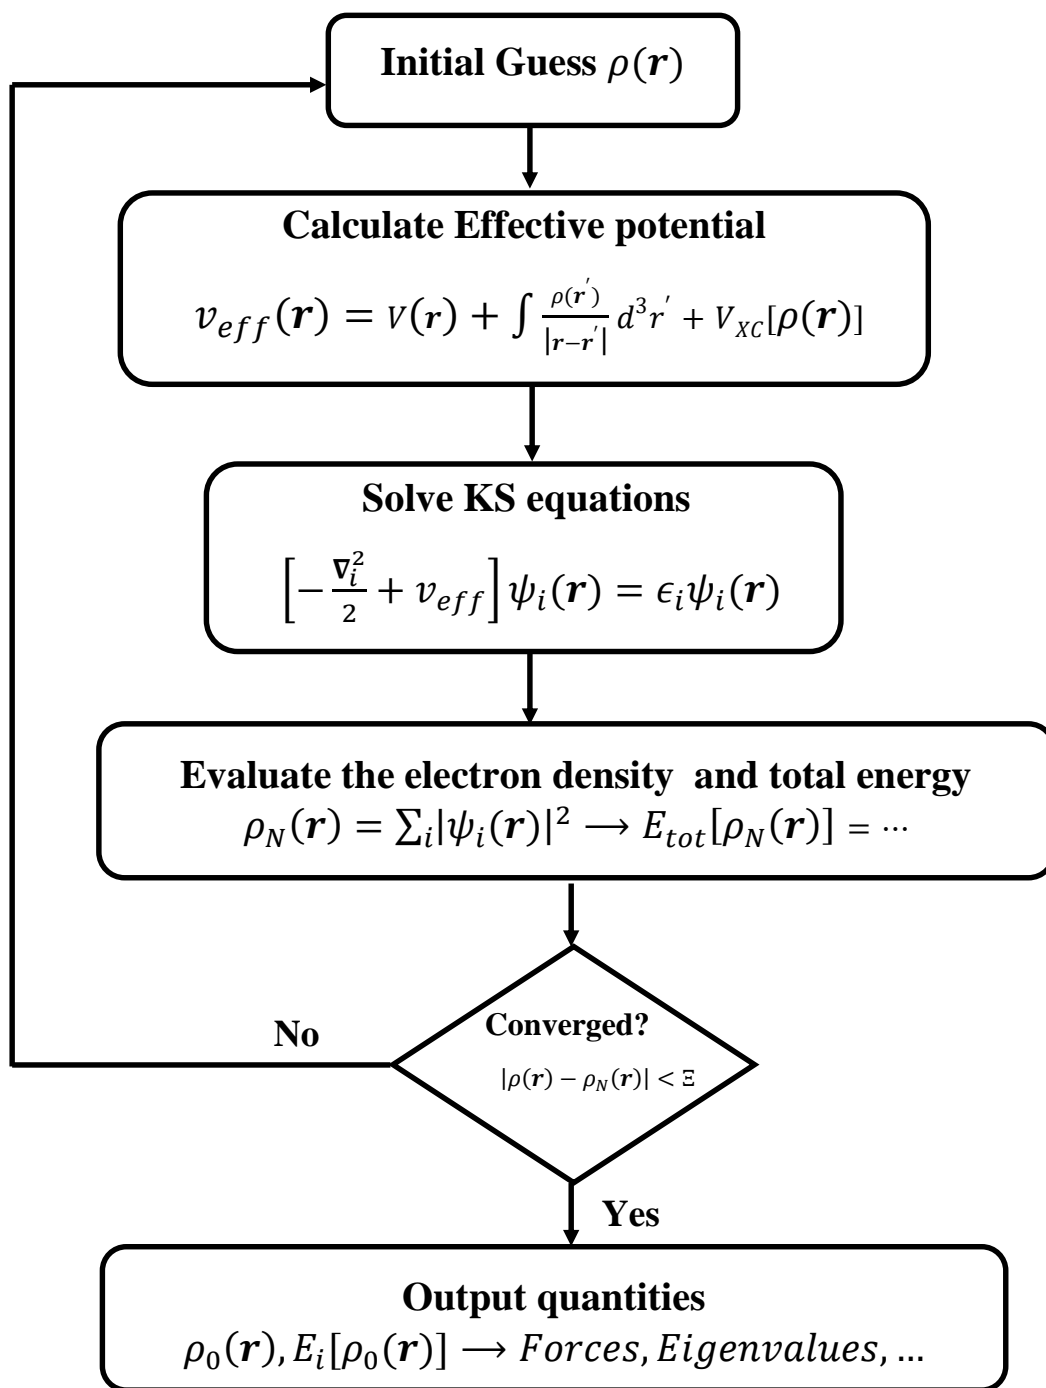 Initial Guess ρ(r)
Calculate Effective potential
v_eff(r) = V(r) + ∫ ρ(r′)/|r−r′| d³r′ + V_XC[ρ(r)]
Solve KS equations
[−∇ᵢ²/2 + v_eff] ψᵢ(r) = ϵᵢψᵢ(r)
Evaluate the electron density and total energy
ρ_N(r) = ∑ᵢ|ψᵢ(r)|² ⟶ E_tot[ρ_N(r)] = ⋯
Converged?
No
|ρ(r) − ρ_N(r)| < Ξ
Yes
Output quantities
ρ₀(r), Eᵢ[ρ₀(r)] ⟶ Forces, Eigenvalues, …